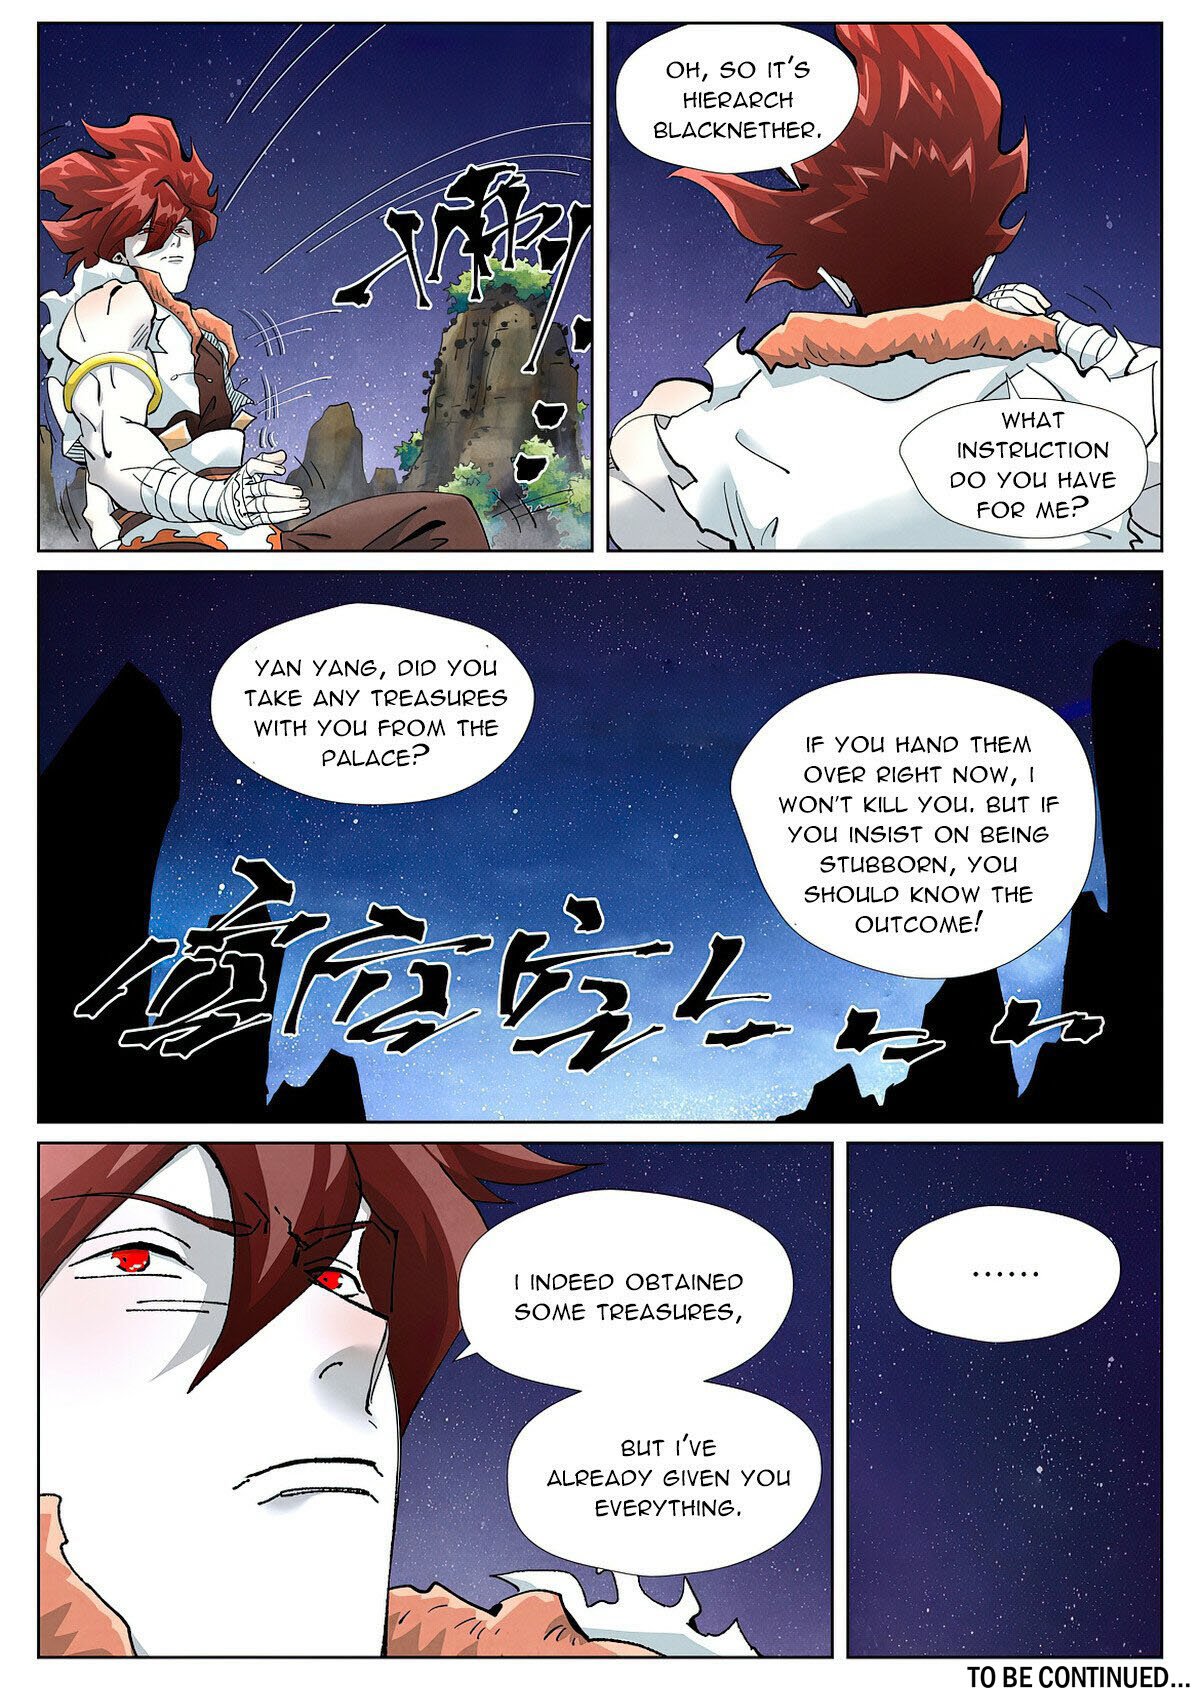 OH, SO IT'S
HIERARCH
BLACKNETHER.
WHAT
INSTRUCTION
DO YOU HAVE
FOR ME?
YAN YANG, DID YOU
TAKE ANY TREASURES
WITH YOU FROM THE
PALACE?
IF YOU HAND THEM
OVER RIGHT NOW, I
WON'T KILL YOU. BUT IF
YOU INSIST ON BEING
STUBBORN, YOU
SHOULD KNOW THE
OUTCOME!
I INDEED OBTAINED
SOME TREASURES,
BUT I'VE
ALREADY GIVEN YOU
EVERYTHING.
......
TO BE CONTINUED...